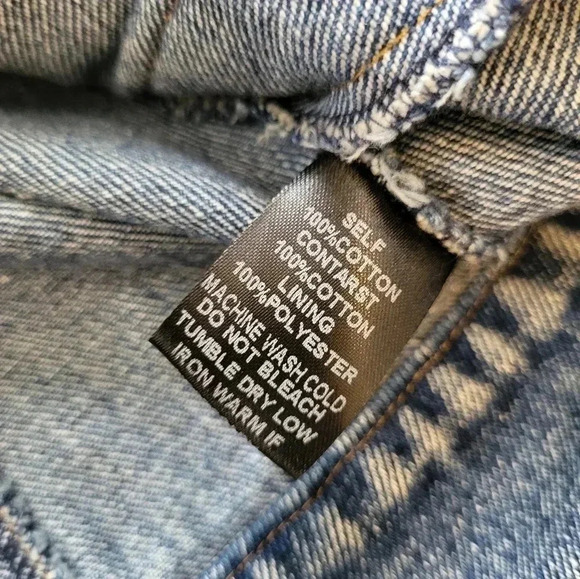 SELF
100%COTTON
CONTARST
100%COTTON
LINING
100%POLYESTER
MACHINE WASH COLD
DO NOT BLEACH
TUMBLE DRY LOW
IRON WARM IF